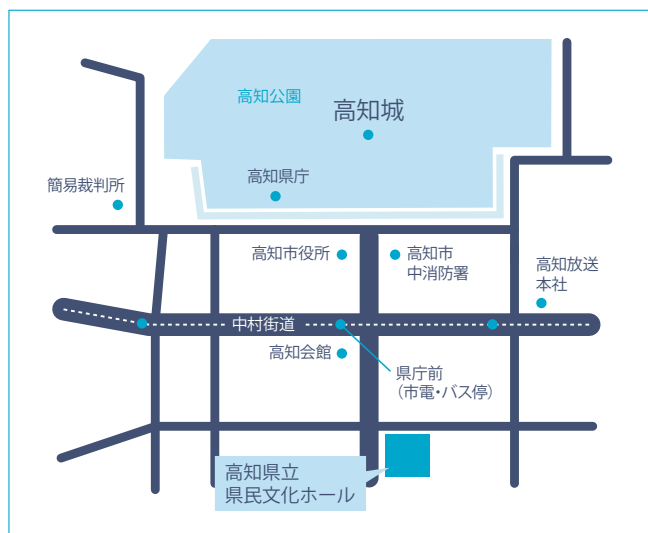 高知公園
高知城
簡易裁判所
高知県庁
高知市役所
高知市
中消防署
高知放送
本社
中村街道
高知会館
県庁前
（市電・バス停）
高知県立
県民文化ホール